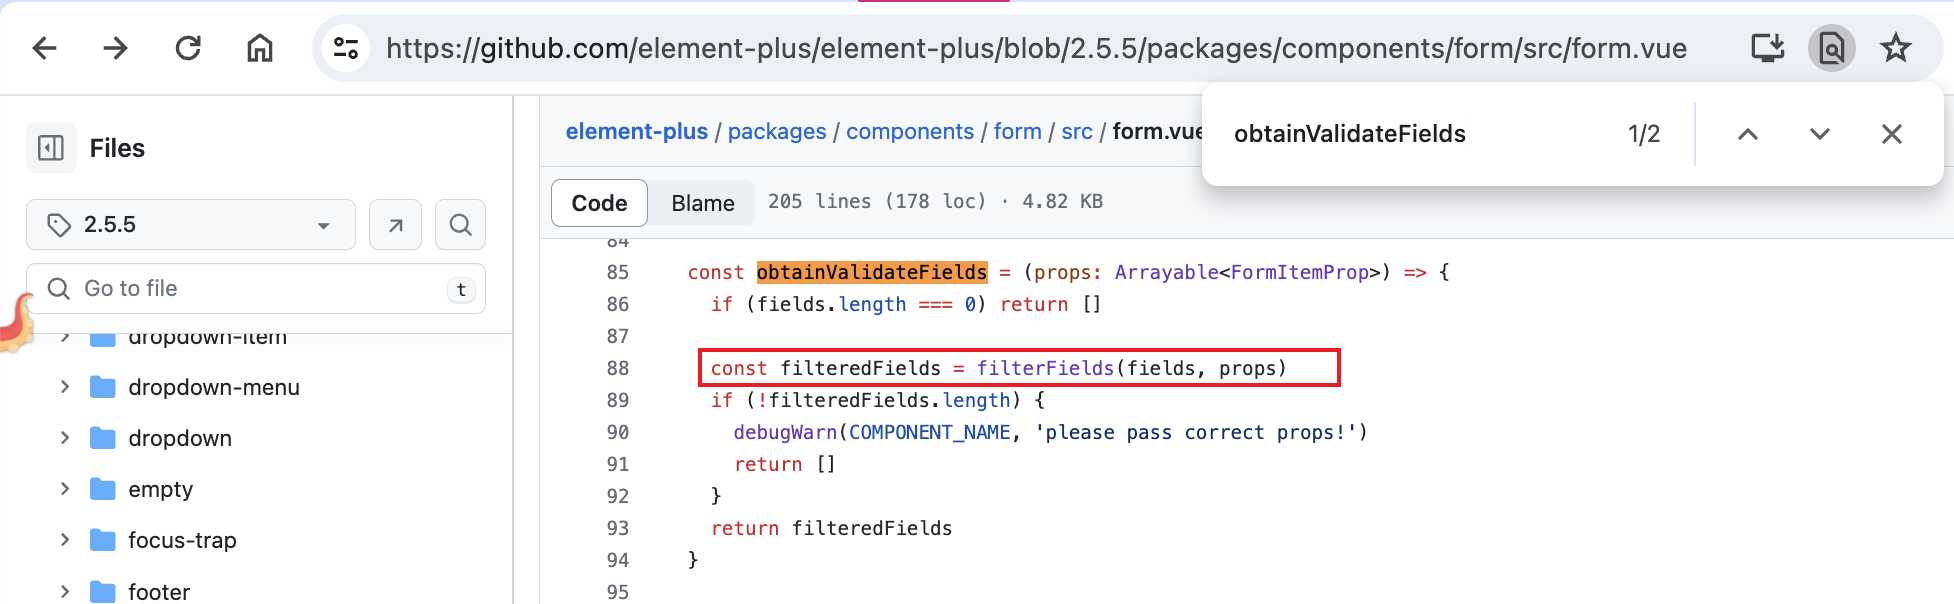 https://github.com/element-plus/element-plus/blob/2.5.5/packages/components/form/src/form.vue
obtainValidateFields 1/2
Files
2.5.5
Go to file t
dropdown-item
dropdown-menu
dropdown
empty
focus-trap
footer
element-plus / packages / components / form / src / form.vue
Code Blame 205 lines (178 loc) · 4.82 KB
84
85 const obtainValidateFields = (props: Arrayable<FormItemProp>) => {
86 if (fields.length === 0) return []
87
88 const filteredFields = filterFields(fields, props)
89 if (!filteredFields.length) {
90 debugWarn(COMPONENT_NAME, 'please pass correct props!')
91 return []
92 }
93 return filteredFields
94 }
95